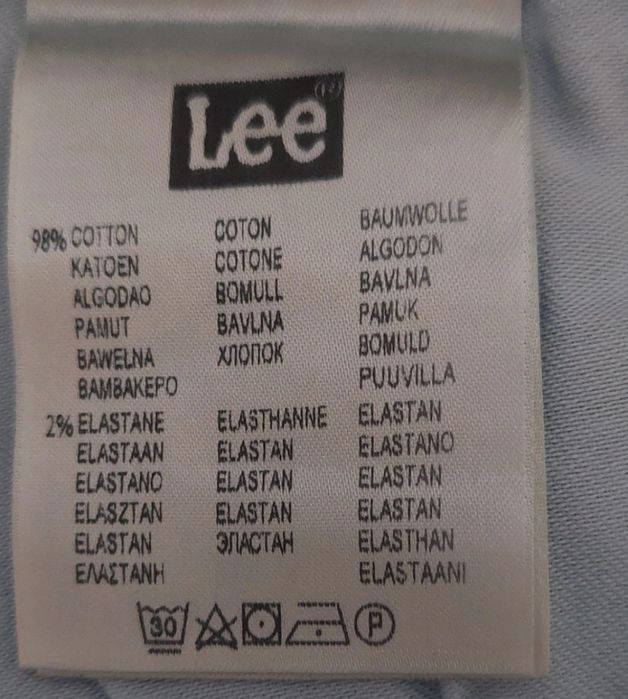 Lee®
98% COTTON COTON BAUMWOLLE
KATOEN COTONE ALGODON
ALGODAO BOMULL BAVLNA
PAMUT BAVLNA PAMUK
BAWEŁNA ХЛОПОК BOMULD
ΒΑΜΒΑΚΕΡΟ PUUVILLA
2% ELASTANE ELASTHANNE ELASTAN
ELASTAAN ELASTAN ELASTANO
ELASTANO ELASTAN ELASTAN
ELASZTAN ELASTAN ELASTAN
ELASTAN ЭЛАСТАН ELASTHAN
ΕΛΑΣΤΑΝΗ ELASTAANI
30 P